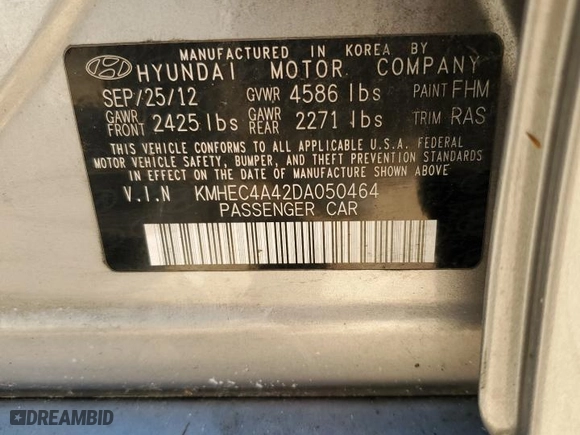 MANUFACTURED IN KOREA BY
HYUNDAI MOTOR COMPANY
SEP/25/12 GVWR 4586 lbs PAINT FHM
GAWR FRONT 2425 lbs GAWR REAR 2271 lbs TRIM RAS
THIS VEHICLE CONFORMS TO ALL APPLICABLE U.S.A. FEDERAL
MOTOR VEHICLE SAFETY, BUMPER, AND THEFT PREVENTION STANDARDS
IN EFFECT ON THE DATE OF MANUFACTURE SHOWN ABOVE
V.I.N KMHEC4A42DA050464
PASSENGER CAR
DREAMBID